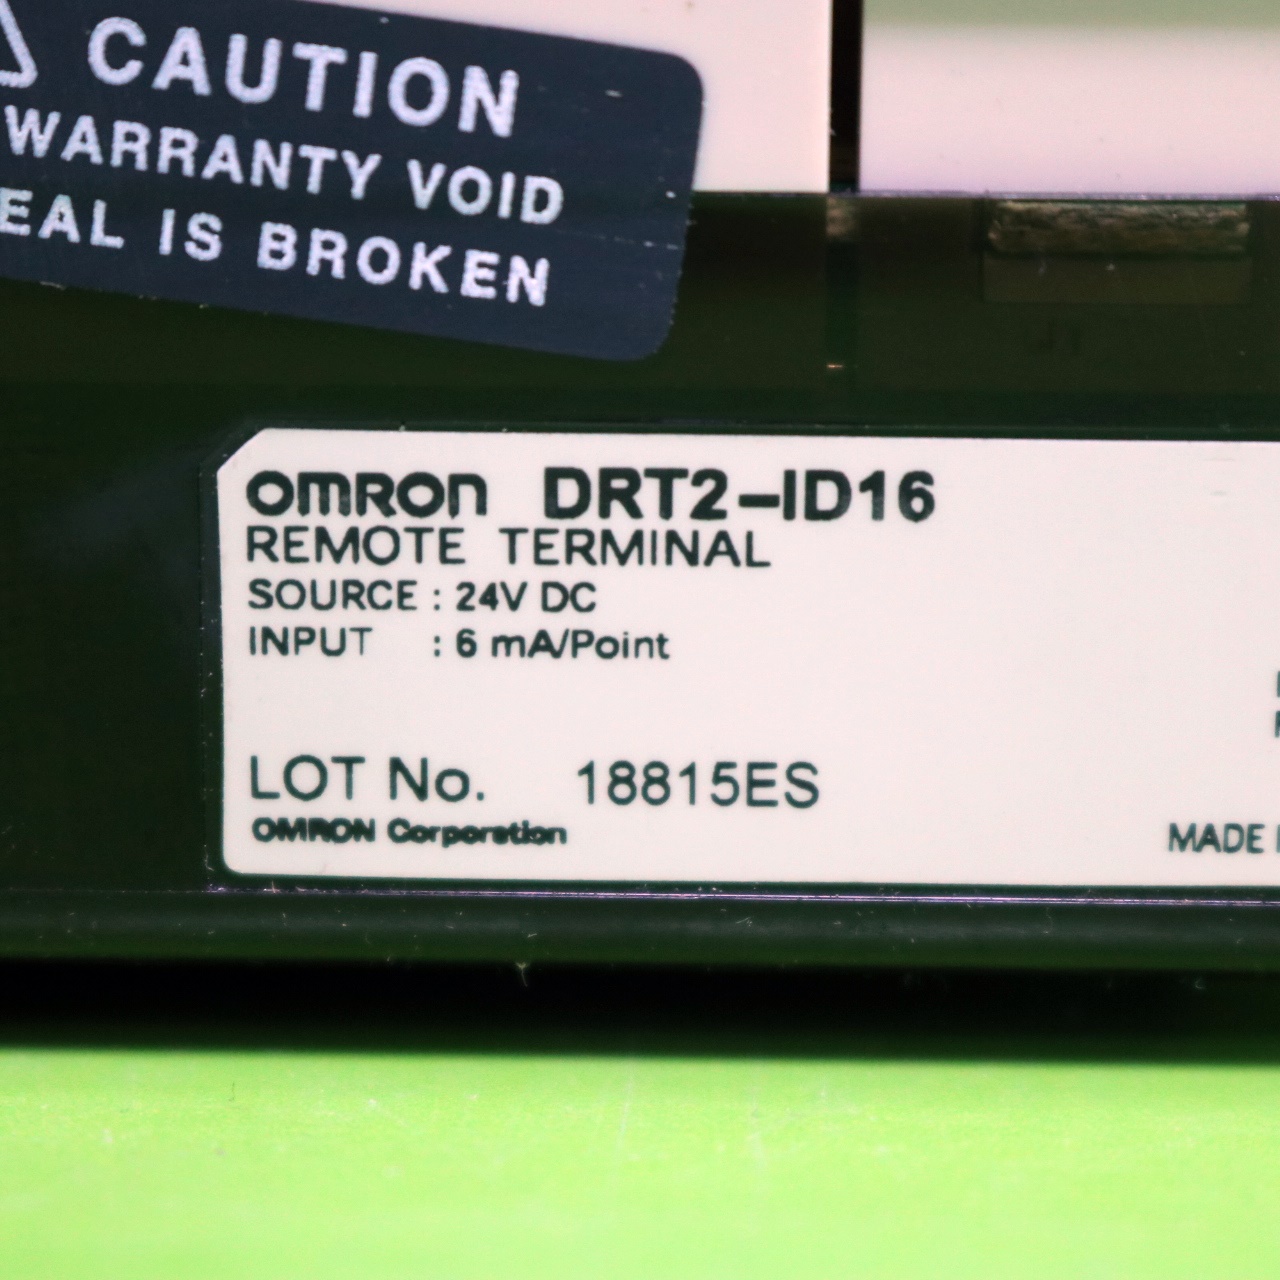 CAUTION
WARRANTY VOID
EAL IS BROKEN
OMRON DRT2-ID16
REMOTE TERMINAL
SOURCE : 24V DC
INPUT : 6 mA/Point
LOT No. 18815ES
OMRON Corporation
MADE